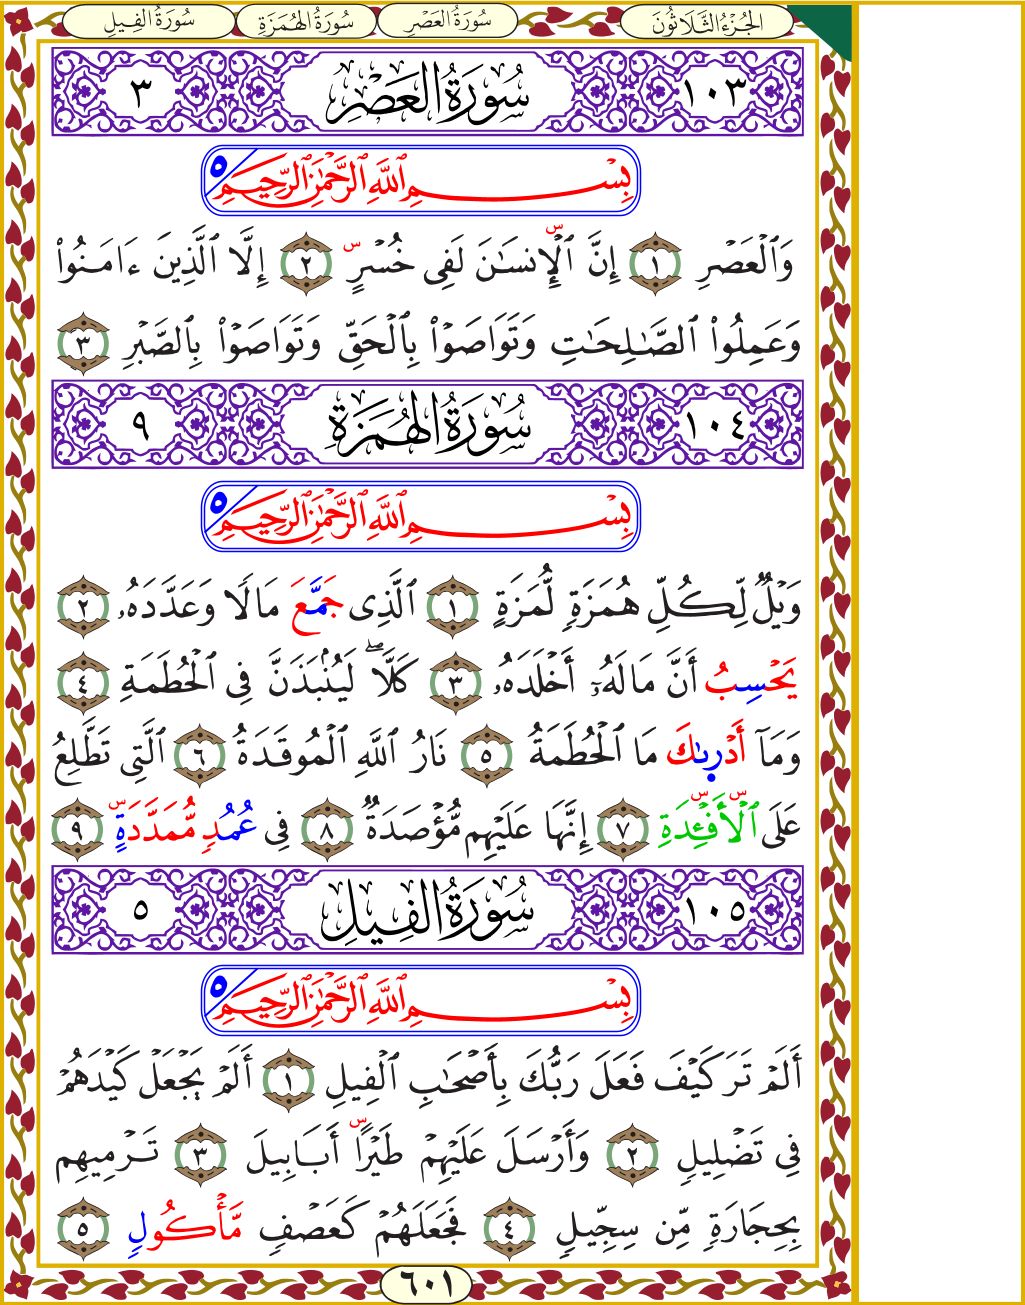 الجُزْءُ الثَّلَاثُونَ سُورَةُ العَصْرِ سُورَةُ الهُمَزَةِ سُورَةُ الفِيلِ
١٠٣ سُورَةُ العَصْرِ ٣
بِسْمِ ٱللَّهِ ٱلرَّحْمَٰنِ ٱلرَّحِيمِ ٥
وَٱلْعَصْرِ ١ إِنَّ ٱلْإِنسَٰنَ لَفِى خُسْرٍ س ٢ إِلَّا ٱلَّذِينَ ءَامَنُوا۟
وَعَمِلُوا۟ ٱلصَّٰلِحَٰتِ وَتَوَاصَوْا۟ بِٱلْحَقِّ وَتَوَاصَوْا۟ بِٱلصَّبْرِ ٣
١٠٤ سُورَةُ الهُمَزَةِ ٩
بِسْمِ ٱللَّهِ ٱلرَّحْمَٰنِ ٱلرَّحِيمِ ٥
وَيْلٌ لِّكُلِّ هُمَزَةٍ لُّمَزَةٍ ١ ٱلَّذِى جَمَّعَ مَالًا وَعَدَّدَهُۥ ٢
يَحْسِبُ أَنَّ مَالَهُۥٓ أَخْلَدَهُۥ ٣ كَلَّا ۖ لَيُنۢبَذَنَّ فِى ٱلْحُطَمَةِ ٤
وَمَآ أَدْرِىٰكَ مَا ٱلْحُطَمَةُ ٥ نَارُ ٱللَّهِ ٱلْمُوقَدَةُ ٦ ٱلَّتِى تَطَّلِعُ
عَلَى ٱلْأَفْـِٔدَةِ ٧ إِنَّهَا عَلَيْهِم مُّؤْصَدَةٌ ٨ فِى عُمُدٍ مُّمَدَّدَةٍ س ٩
١٠٥ سُورَةُ الفِيلِ ٥
بِسْمِ ٱللَّهِ ٱلرَّحْمَٰنِ ٱلرَّحِيمِ ٥
أَلَمْ تَرَ كَيْفَ فَعَلَ رَبُّكَ بِأَصْحَٰبِ ٱلْفِيلِ ١ أَلَمْ يَجْعَلْ كَيْدَهُمْ
فِى تَضْلِيلٍ ٢ وَأَرْسَلَ عَلَيْهِمْ طَيْرًا أَبَابِيلَ ٣ تَرْمِيهِم
بِحِجَارَةٍ مِّن سِجِّيلٍ ٤ فَجَعَلَهُمْ كَعَصْفٍ مَّأْكُولٍ ٥
٦٠١